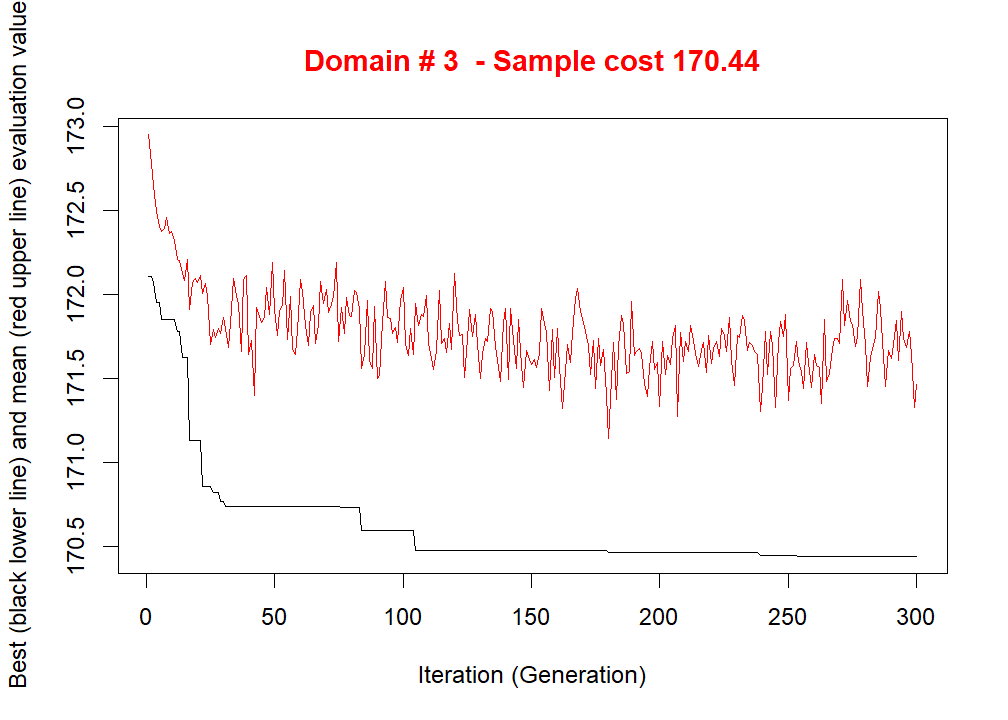 Domain # 3  - Sample cost 170.44
Best (black lower line) and mean (red upper line) evaluation value
173.0
172.5
172.0
171.5
171.0
170.5
0 50 100 150 200 250 300
Iteration (Generation)